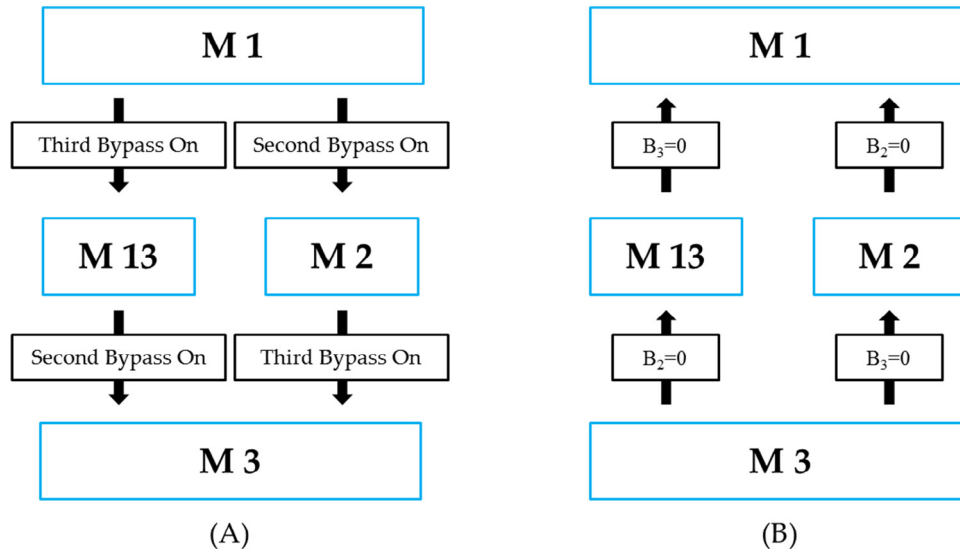 M 1
Third Bypass On
Second Bypass On
M 13
M 2
Second Bypass On
Third Bypass On
M 3
(A)
M 1
B₃=0
B₂=0
M 13
M 2
B₂=0
B₃=0
M 3
(B)